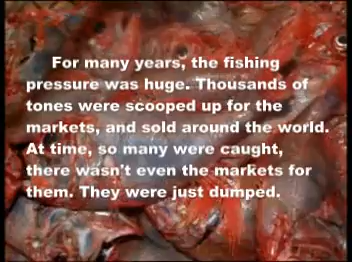 For many years, the fishing
pressure was huge. Thousands of
tones were scooped up for the
markets, and sold around the world.
At time, so many were caught,
there wasn't even the markets for
them. They were just dumped.